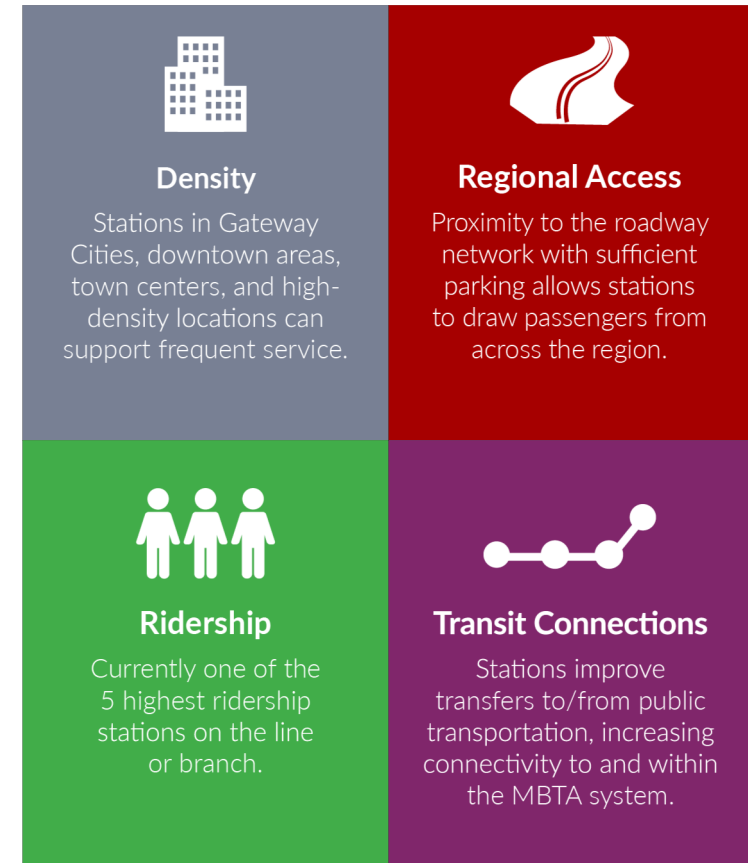 Density
Stations in Gateway
Cities, downtown areas,
town centers, and high-
density locations can
support frequent service.
Regional Access
Proximity to the roadway
network with sufficient
parking allows stations
to draw passengers from
across the region.
Ridership
Currently one of the
5 highest ridership
stations on the line
or branch.
Transit Connections
Stations improve
transfers to/from public
transportation, increasing
connectivity to and within
the MBTA system.